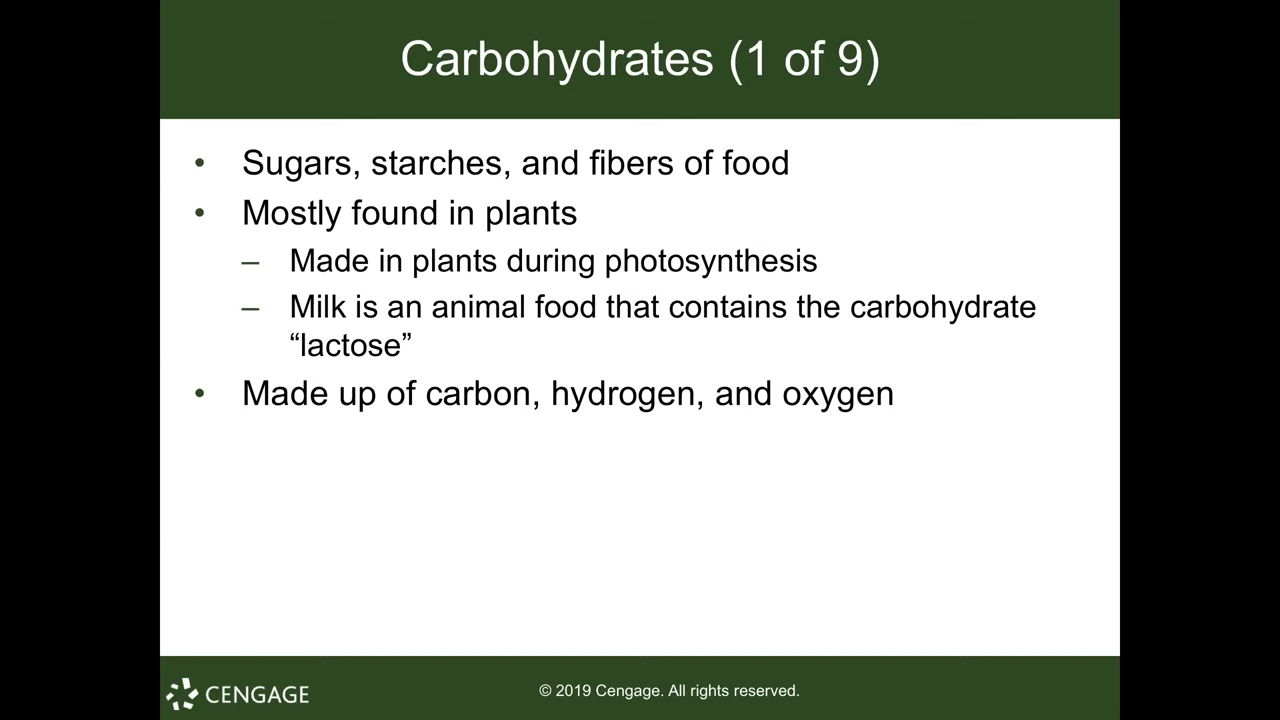 Carbohydrates (1 of 9)
• Sugars, starches, and fibers of food
• Mostly found in plants
– Made in plants during photosynthesis
– Milk is an animal food that contains the carbohydrate
“lactose”
• Made up of carbon, hydrogen, and oxygen
CENGAGE
© 2019 Cengage. All rights reserved.